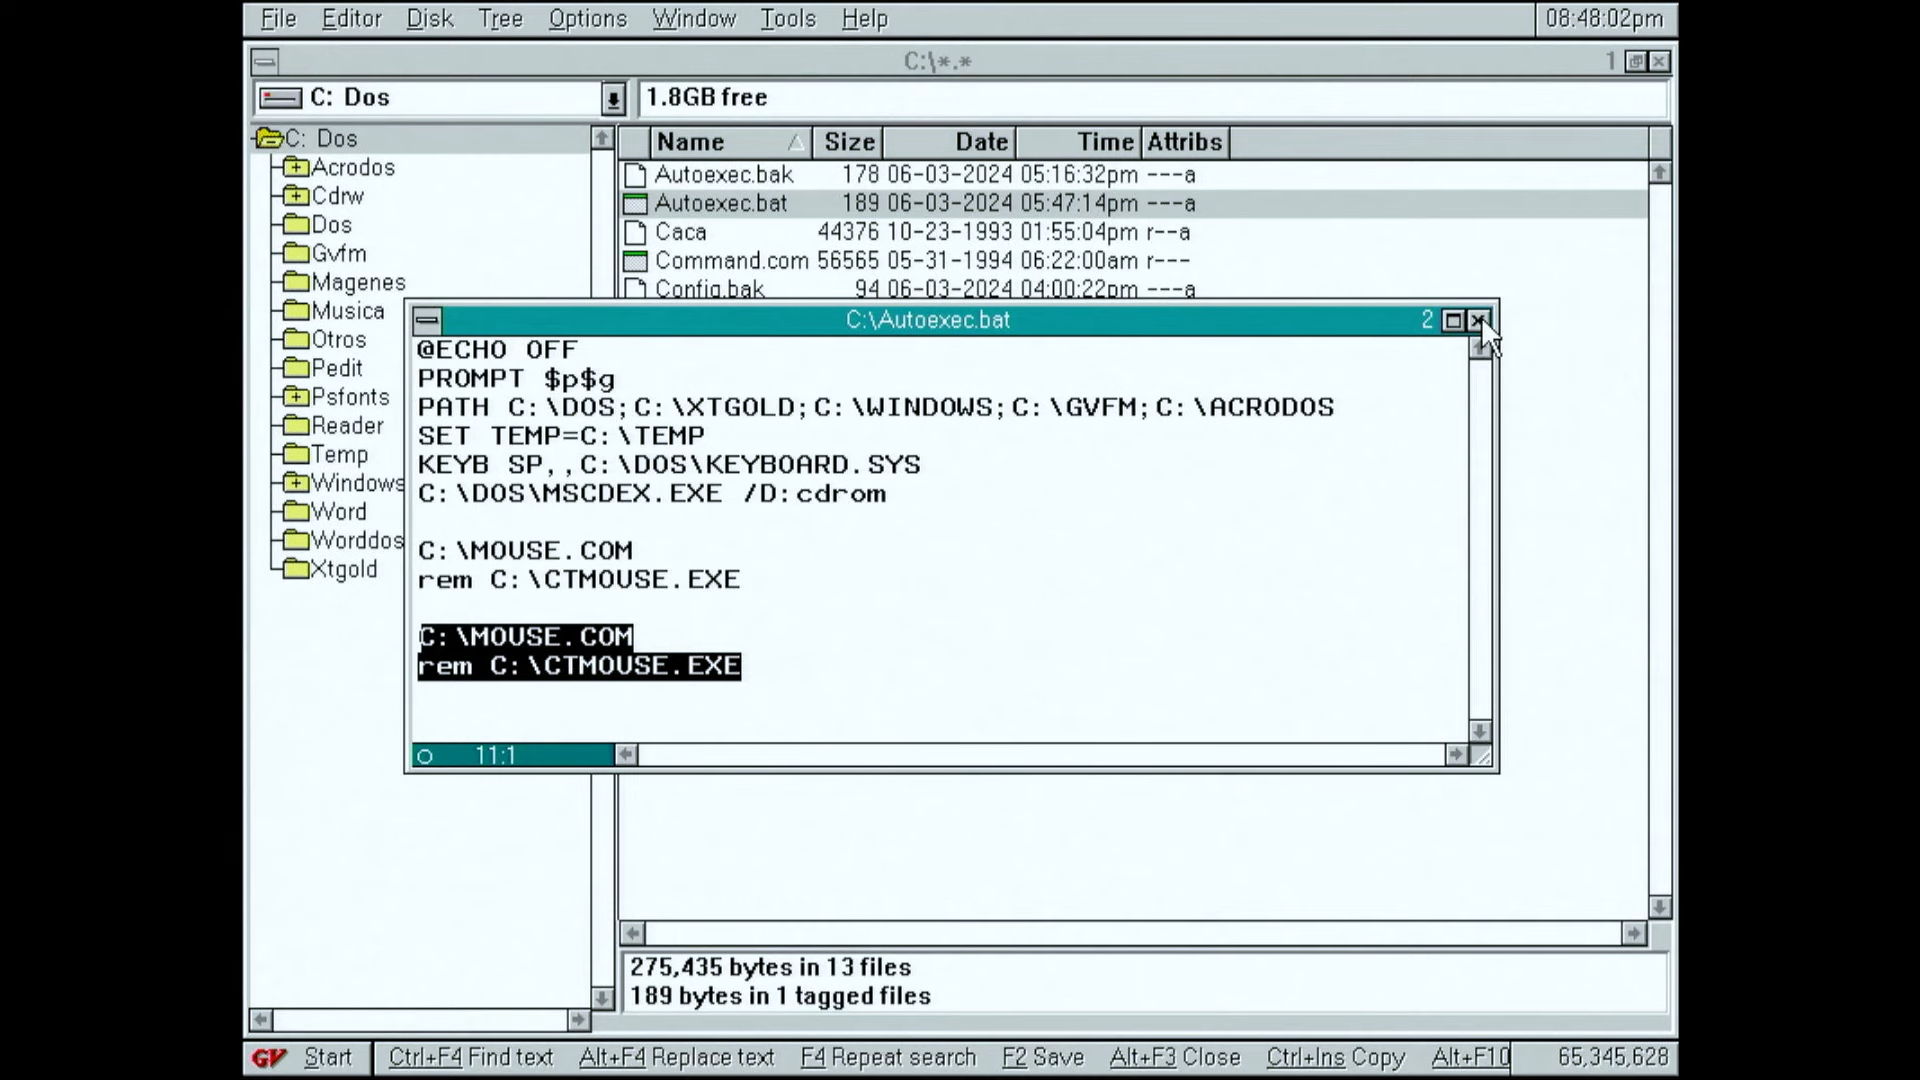 File Editor Disk Tree Options Window Tools Help 08:48:02pm
C:\*.* 1
C: Dos 1.8GB free
C: Dos
Acrodos
Cdrw
Dos
Gvfm
Magenes
Musica
Otros
Pedit
Psfonts
Reader
Temp
Windows
Word
Worddos
Xtgold
Name Size Date Time Attribs
Autoexec.bak 178 06-03-2024 05:16:32pm ---a
Autoexec.bat 189 06-03-2024 05:47:14pm ---a
Caca 44376 10-23-1993 01:55:04pm r--a
Command.com 56565 05-31-1994 06:22:00am r---
Config.bak 94 06-03-2024 04:00:22pm ---a
C:\Autoexec.bat 2
@ECHO OFF
PROMPT $p$g
PATH C:\DOS;C:\XTGOLD;C:\WINDOWS;C:\GVFM;C:\ACRODOS
SET TEMP=C:\TEMP
KEYB SP,,C:\DOS\KEYBOARD.SYS
C:\DOS\MSCDEX.EXE /D:cdrom
C:\MOUSE.COM
rem C:\CTMOUSE.EXE
C:\MOUSE.COM
rem C:\CTMOUSE.EXE
11:1
275,435 bytes in 13 files
189 bytes in 1 tagged files
GV Start Ctrl+F4 Find text Alt+F4 Replace text F4 Repeat search F2 Save Alt+F3 Close Ctrl+Ins Copy Alt+F10 65,345,628